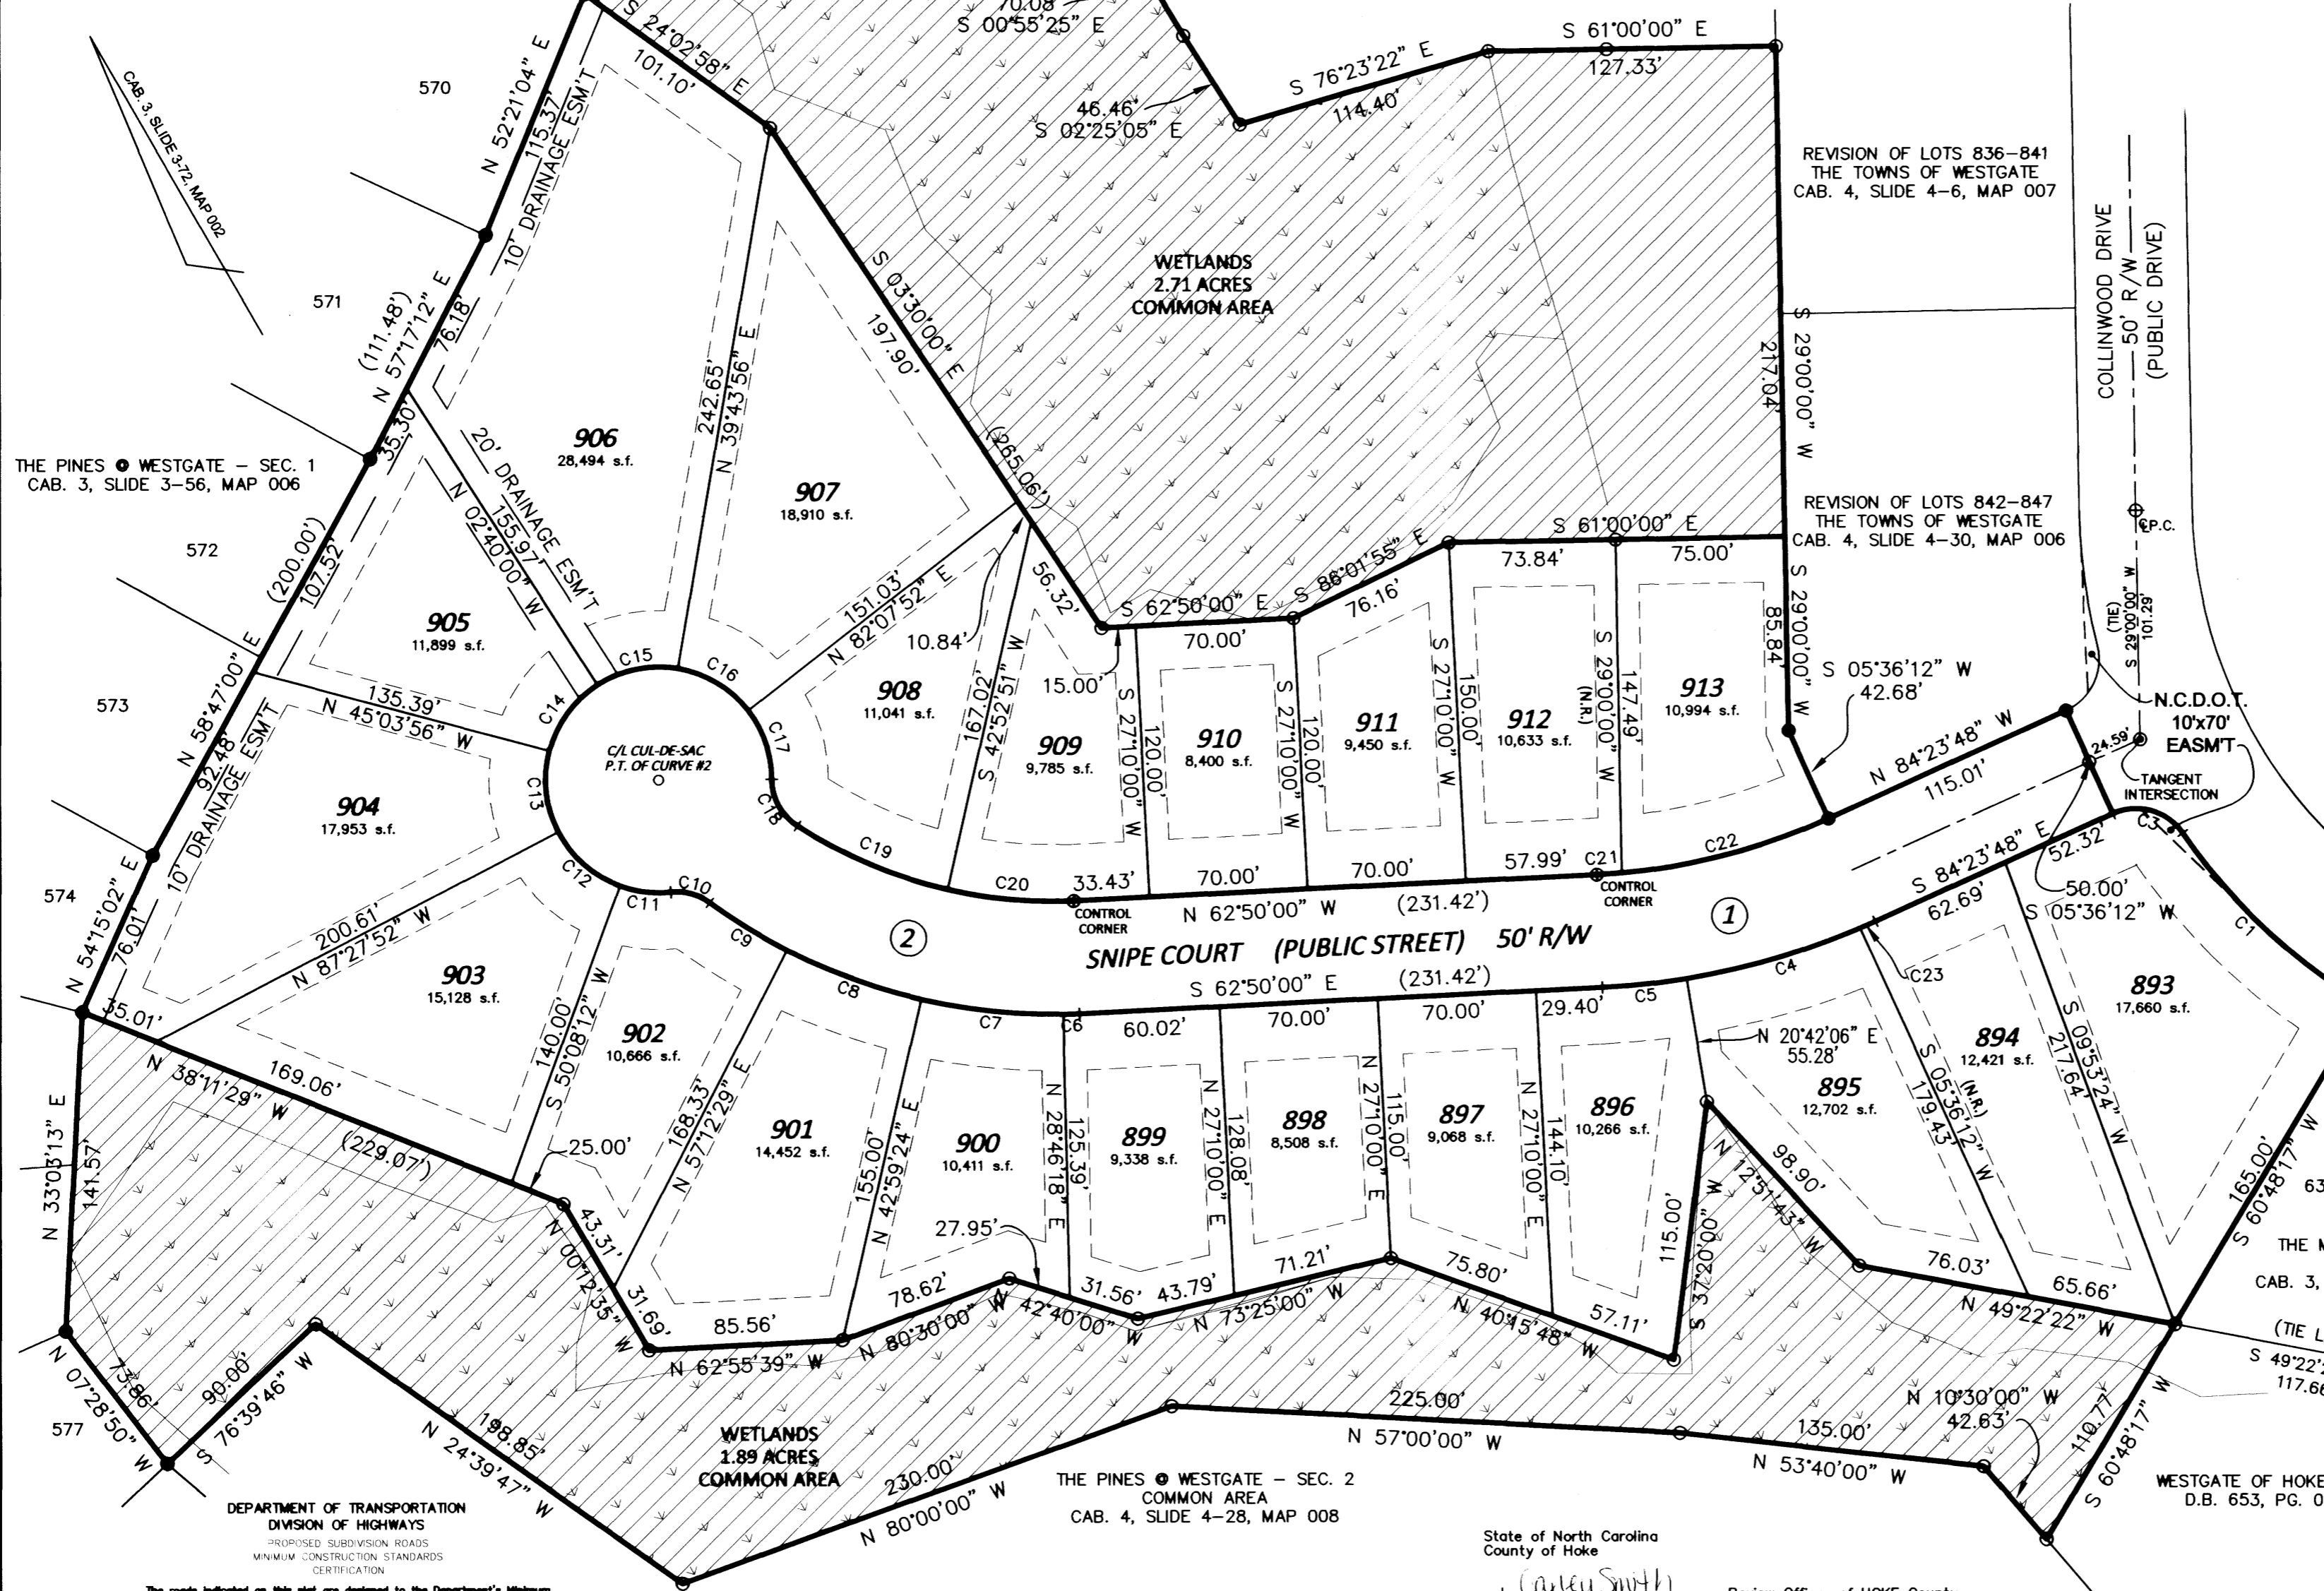 70.08'
S 00°55'25" E
S 24°02'58" E
101.10'
S 61°00'00" E
127.33'
S 76°23'22" E
114.40'
46.46'
S 02°25'05" E
CAB. 3, SLIDE 3-72, MAP 002
570
N 52°21'04" E
115.37'
10' DRAINAGE ESM'T
REVISION OF LOTS 836-841
THE TOWNS OF WESTGATE
CAB. 4, SLIDE 4-6, MAP 007
COLLINWOOD DRIVE
50' R/W
(PUBLIC DRIVE)
571
(111.48')
N 57°17'12" E
76.18'
35.30'
WETLANDS
2.71 ACRES
COMMON AREA
S 03°30'00" E
197.90'
(265.06')
S 29°00'00" W
217.04'
242.65'
N 39°43'56" E
906
28,494 s.f.
20' DRAINAGE ESM'T
155.97'
N 02°40'00" W
907
18,910 s.f.
THE PINES @ WESTGATE - SEC. 1
CAB. 3, SLIDE 3-56, MAP 006
572
(200.00')
107.52'
REVISION OF LOTS 842-847
THE TOWNS OF WESTGATE
CAB. 4, SLIDE 4-30, MAP 006
℄P.C.
S 61°00'00" E
73.84'
75.00'
S 86°01'55" E
76.16'
56.32'
S 62°50'00" E
70.00'
(TIE)
S 29°00'00" W
101.29'
905
11,899 s.f.
151.03'
N 82°07'52" E
10.84'
15.00'
C15
C16
C14
C17
C13
C18
C/L CUL-DE-SAC
P.T. OF CURVE #2
573
N 58°47'00" E
92.48'
10' DRAINAGE ESM'T
135.39'
N 45°03'56" W
904
17,953 s.f.
908
11,041 s.f.
167.02'
S 42°52'51" W
909
9,785 s.f.
S 27°10'00" W
120.00'
910
8,400 s.f.
S 27°10'00" W
120.00'
911
9,450 s.f.
S 27°10'00" W
150.00'
912
10,633 s.f.
(N.R.)
S 29°00'00" W
147.49'
913
10,994 s.f.
S 29°00'00" W
85.84'
S 05°36'12" W
42.68'
N 84°23'48" W
115.01'
N.C.D.O.T.
10'x70'
EASM'T
24.59'
TANGENT
INTERSECTION
C3
C1
S 84°23'48" E
52.32'
62.69'
50.00'
S 05°36'12" W
C19
C20
33.43'
70.00'
70.00'
57.99'
C21
C22
CONTROL
CORNER
N 62°50'00" W
(231.42')
CONTROL
CORNER
1
2
SNIPE COURT (PUBLIC STREET) 50' R/W
S 62°50'00" E
(231.42')
574
N 54°15'02" E
76.01'
200.61'
N 87°27'52" W
C12
C11
C10
C9
C8
C7
C6
60.02'
70.00'
70.00'
29.40'
C5
C4
C23
903
15,128 s.f.
140.00'
S 50°08'12" W
902
10,666 s.f.
168.33'
N 57°12'29" E
901
14,452 s.f.
155.00'
N 42°59'24" E
900
10,411 s.f.
N 28°46'18" E
125.39'
899
9,338 s.f.
N 27°10'00" E
128.08'
898
8,508 s.f.
N 27°10'00" E
115.00'
897
9,068 s.f.
N 27°10'00" E
144.10'
896
10,266 s.f.
N 20°42'06" E
55.28'
895
12,702 s.f.
894
12,421 s.f.
S 05°36'12" W
(N.R.)
179.43'
S 09°53'24" W
217.64'
893
17,660 s.f.
165.00'
S 60°48'17" W
35.01'
N 38°11'29" W
169.06'
(229.07')
25.00'
N 33°03'13" E
141.57'
43.31'
N 00°12'35" W
31.69'
85.56'
N 62°55'39" W
78.62'
N 80°30'00" W
27.95'
N 42°40'00" W
31.56'
43.79'
71.21'
N 73°25'00" W
75.80'
N 40°15'48" W
57.11'
115.00'
S 37°20'00" W
N 12°51'43" W
98.90'
76.03'
65.66'
N 49°22'22" W
63
THE
CAB. 3,
(TIE L
S 49°22'
117.66
N 07°28'50" W
73.86'
577
90.00'
S 76°39'46" W
198.85'
N 24°39'47" W
WETLANDS
1.89 ACRES
COMMON AREA
230.00'
N 80°00'00" W
225.00'
N 57°00'00" W
135.00'
N 53°40'00" W
N 10°30'00" W
42.63'
110.77'
S 60°48'17" W
THE PINES @ WESTGATE - SEC. 2
COMMON AREA
CAB. 4, SLIDE 4-28, MAP 008
WESTGATE OF HOKE
D.B. 653, PG. 0
DEPARTMENT OF TRANSPORTATION
DIVISION OF HIGHWAYS
PROPOSED SUBDIVISION ROADS
MINIMUM CONSTRUCTION STANDARDS
CERTIFICATION
The roads indicated on this plat are designed to the Department's Minimum
State of North Carolina
County of Hoke
Smith
Review Officer of HOKE County